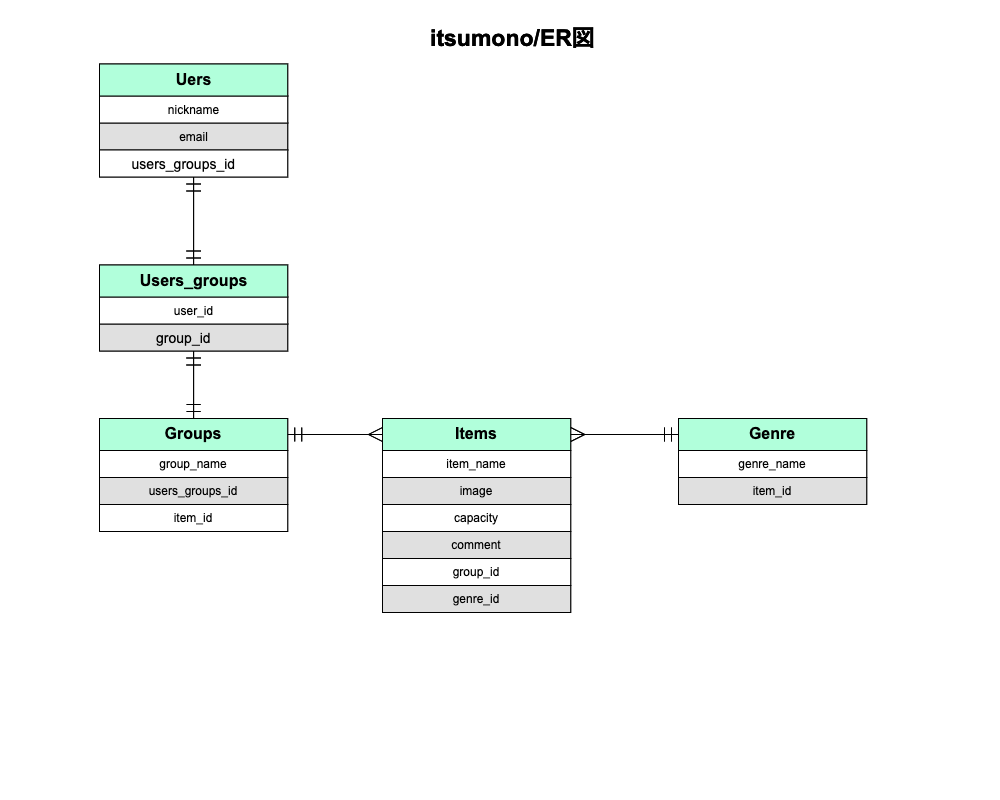 itsumono/ER図
Uers
nickname
email
users_groups_id
Users_groups
user_id
group_id
Groups
group_name
users_groups_id
item_id
Items
item_name
image
capacity
comment
group_id
genre_id
Genre
genre_name
item_id